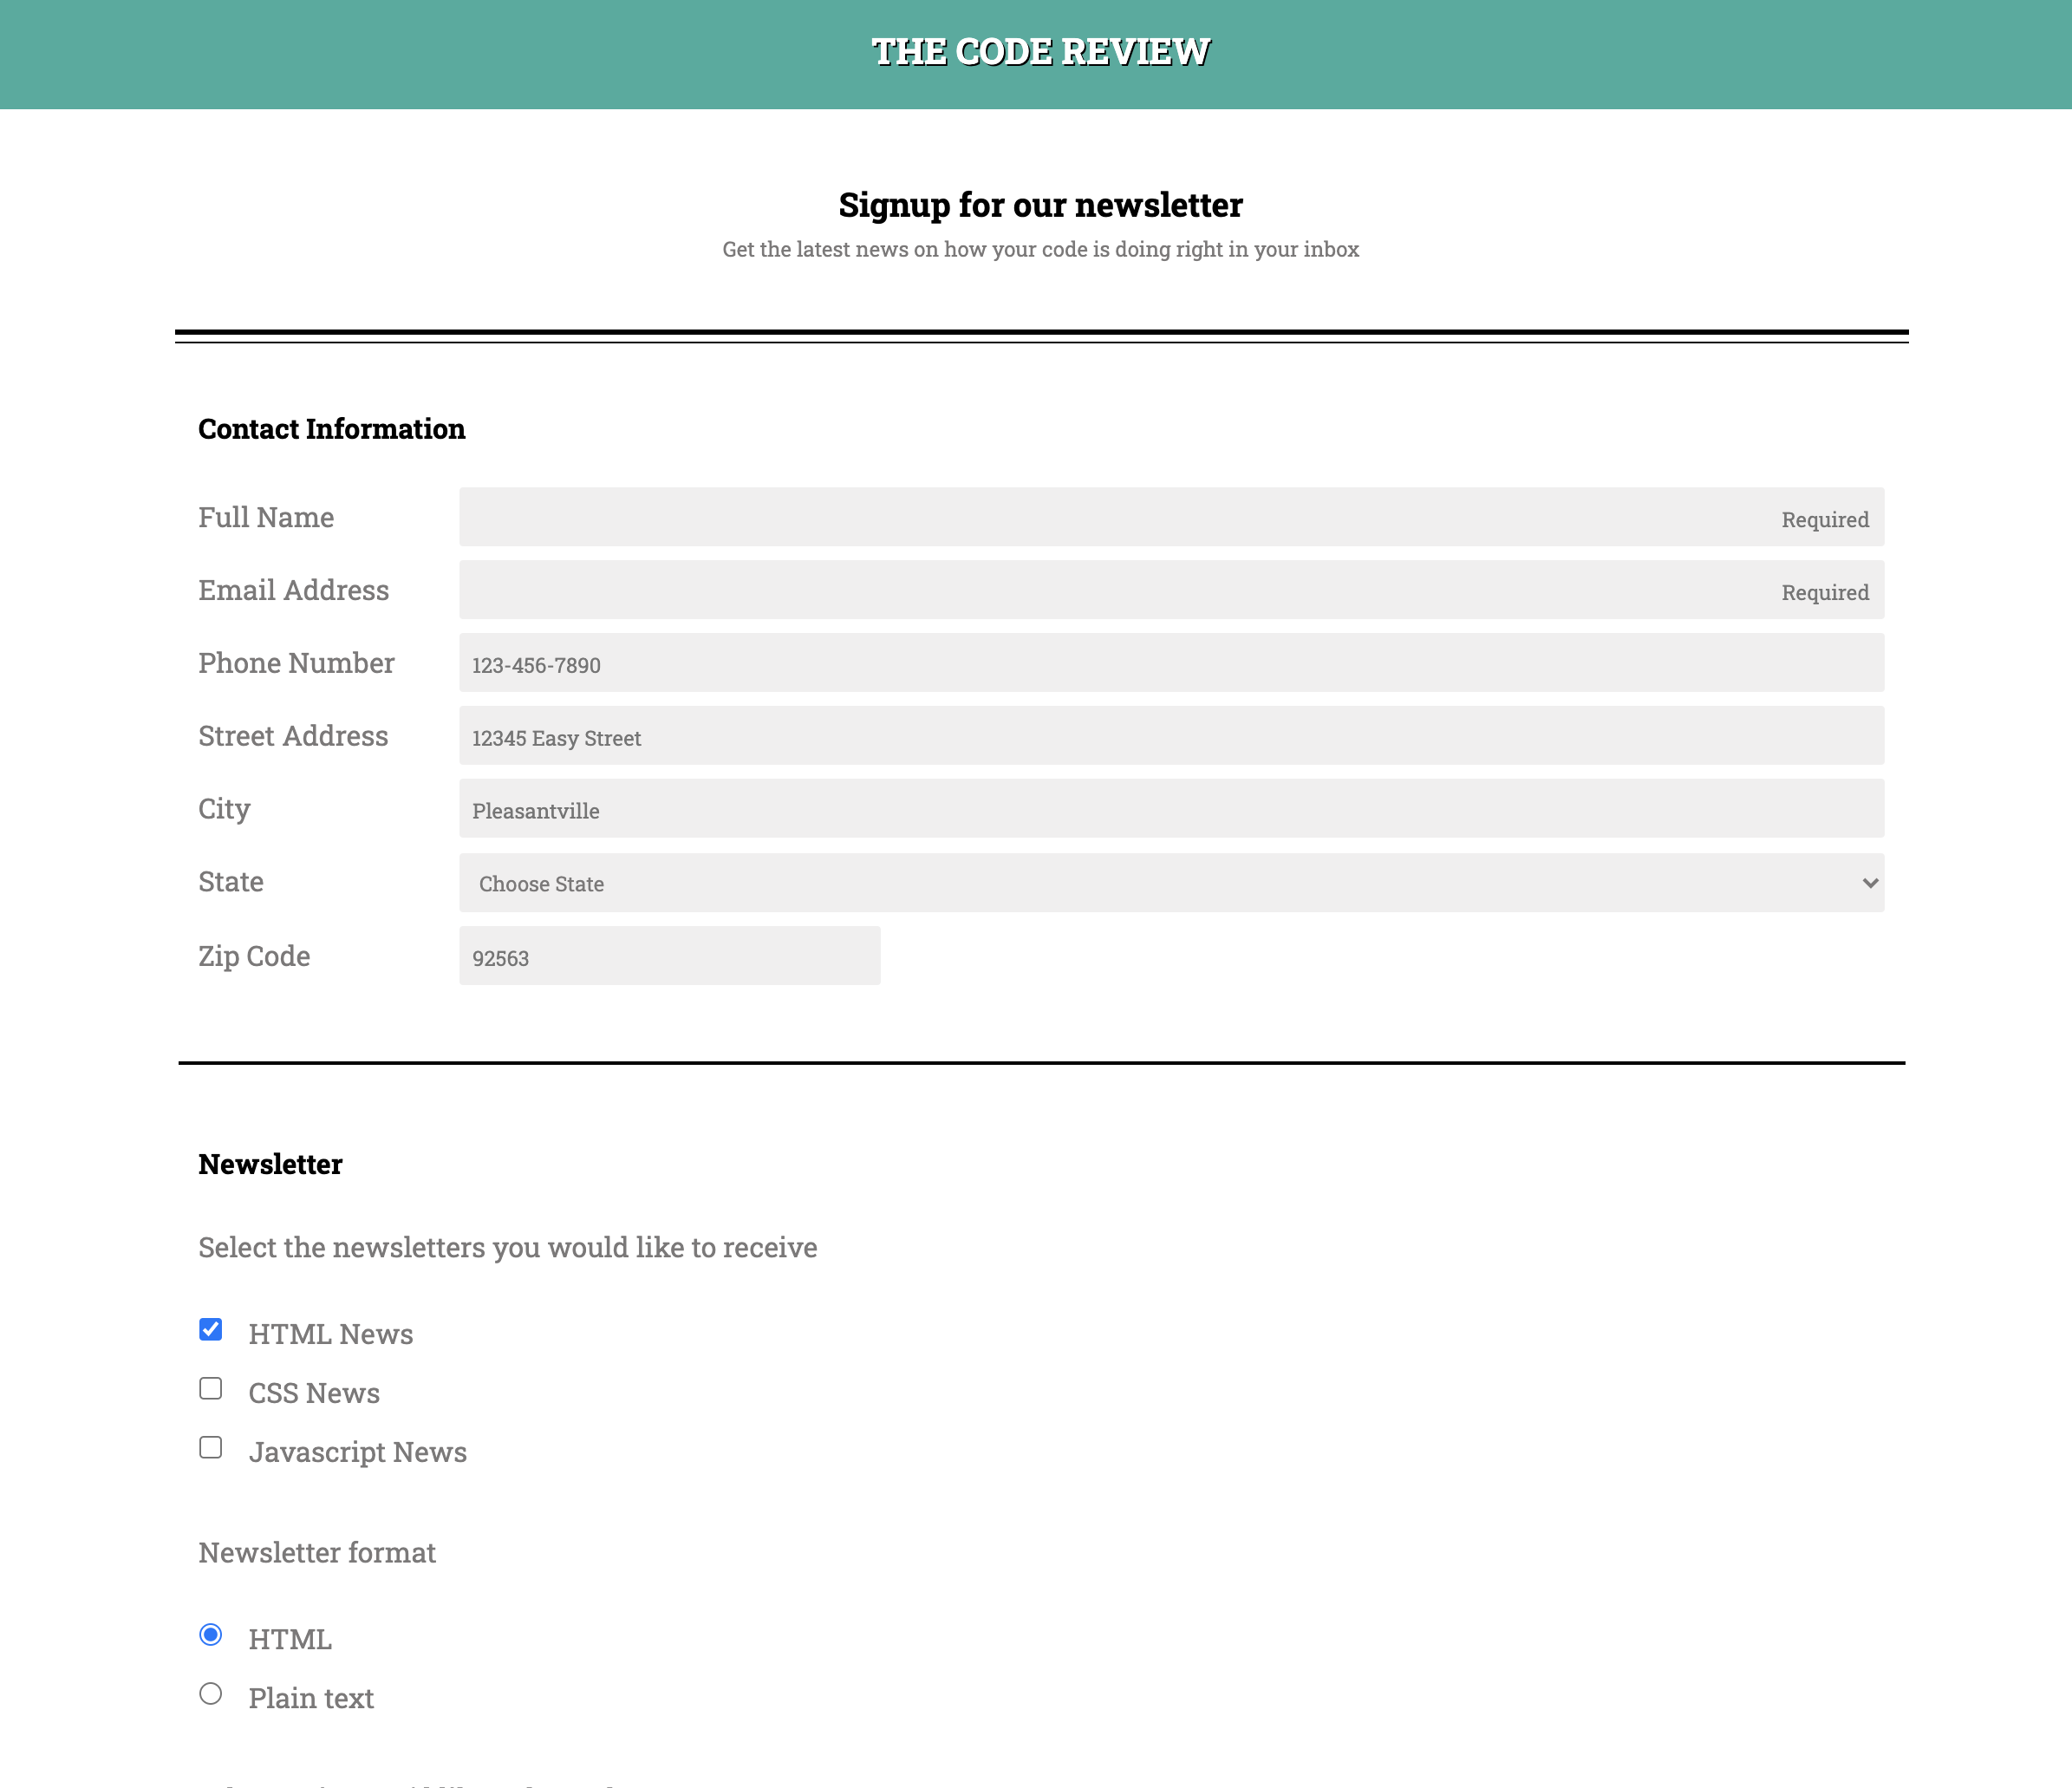 THE CODE REVIEW
Signup for our newsletter
Get the latest news on how your code is doing right in your inbox
Contact Information
Full Name Required
Email Address Required
Phone Number 123-456-7890
Street Address 12345 Easy Street
City Pleasantville
State Choose State
Zip Code 92563
Newsletter
Select the newsletters you would like to receive
HTML News
CSS News
Javascript News
Newsletter format
HTML
Plain text